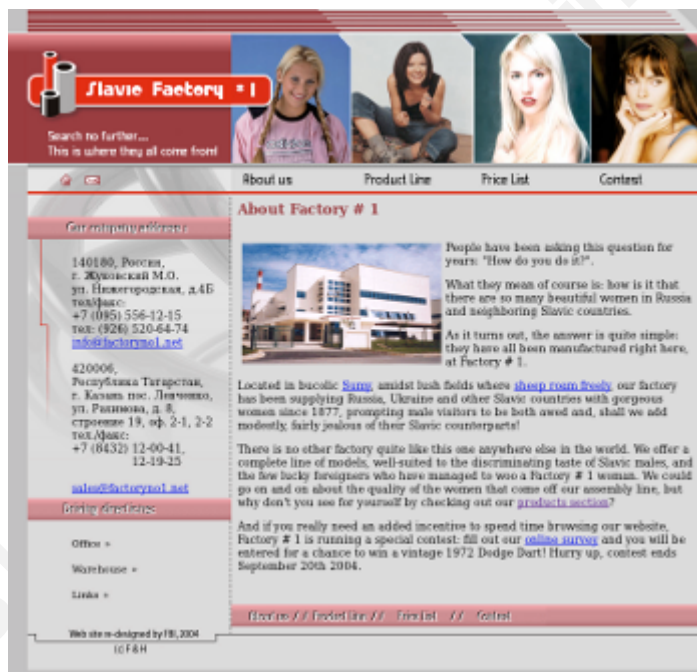 Slavic Factory # 1
Search no further...
This is where they all come from!
About us
Product Line
Price List
Contest
Our company addresses:
140180, Россия,
г. Жуковский М.О.
ул. Нижегородская, д.4Б
тел/факс:
+7 (095) 556-12-15
тел: (926) 520-64-74
info@factoryno1.net
420006,
Республика Татарстан,
г. Казань пос. Левченко,
ул. Рахимова, д. 8,
строение 19, оф. 2-1, 2-2
тел./факс:
+7 (8432) 12-00-41,
12-19-25
sales@factoryno1.net
Driving directions:
Office »
Warehouse »
Links »
Web site re-designed by FBI, 2004
(c) F & H
About Factory # 1
People have been asking this question for
years: "How do you do it?".
What they mean of course is: how is it that
there are so many beautiful women in Russia
and neighboring Slavic countries.
As it turns out, the answer is quite simple:
they have all been manufactured right here,
at Factory # 1.
Located in bucolic Sumy, amidst lush fields where sheep roam freely, our factory
has been supplying Russia, Ukraine and other Slavic countries with gorgeous
women since 1877, prompting male visitors to be both awed and, shall we add
modestly, fairly jealous of their Slavic counterparts!
There is no other factory quite like this one anywhere else in the world. We offer a
complete line of models, well-suited to the discriminating taste of Slavic males, and
the few lucky foreigners who have managed to woo a Factory # 1 woman. We could
go on and on about the quality of the women that come off our assembly line, but
why don't you see for yourself by checking out our products section?
And if you really need an added incentive to spend time browsing our website,
Factory # 1 is running a special contest: fill out our online survey and you will be
entered for a chance to win a vintage 1972 Dodge Dart! Hurry up, contest ends
September 20th 2004.
About us // Product Line // Price List // Contest